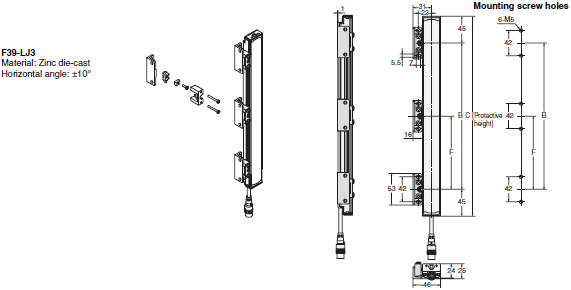 Mounting screw holes
F39-LJ3
Material: Zinc die-cast
Horizontal angle: ±10°
1
31
22
45
6-M5
42
5.5
7
16
B
C (Protective height)
42
B
F
F
53
42
45
42
24
25
46